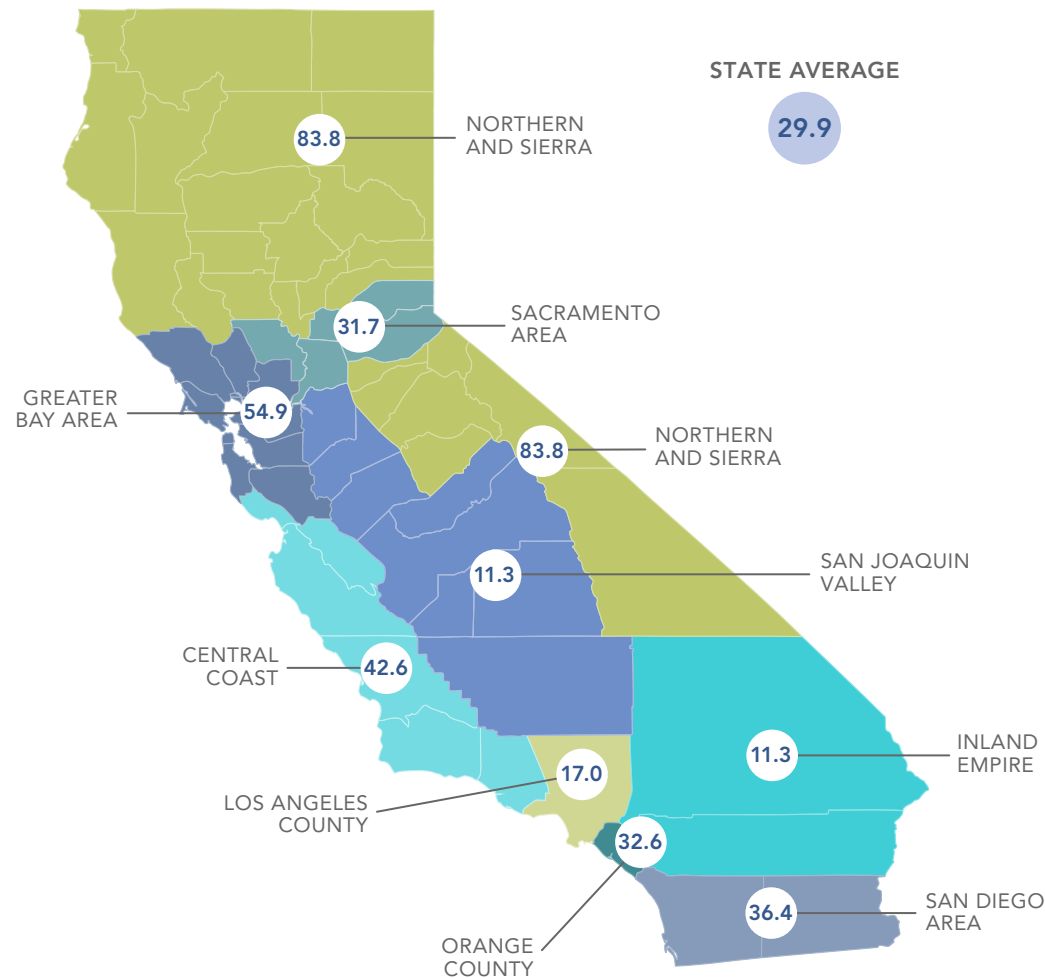 STATE AVERAGE
29.9
83.8
NORTHERN
AND SIERRA
31.7
SACRAMENTO
AREA
GREATER
BAY AREA
54.9
83.8
NORTHERN
AND SIERRA
11.3
SAN JOAQUIN
VALLEY
CENTRAL
COAST
42.6
11.3
INLAND
EMPIRE
17.0
LOS ANGELES
COUNTY
32.6
ORANGE
COUNTY
36.4
SAN DIEGO
AREA